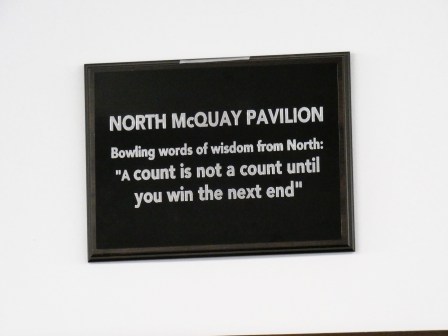 NORTH McQUAY PAVILION
Bowling words of wisdom from North:
"A count is not a count until
you win the next end"